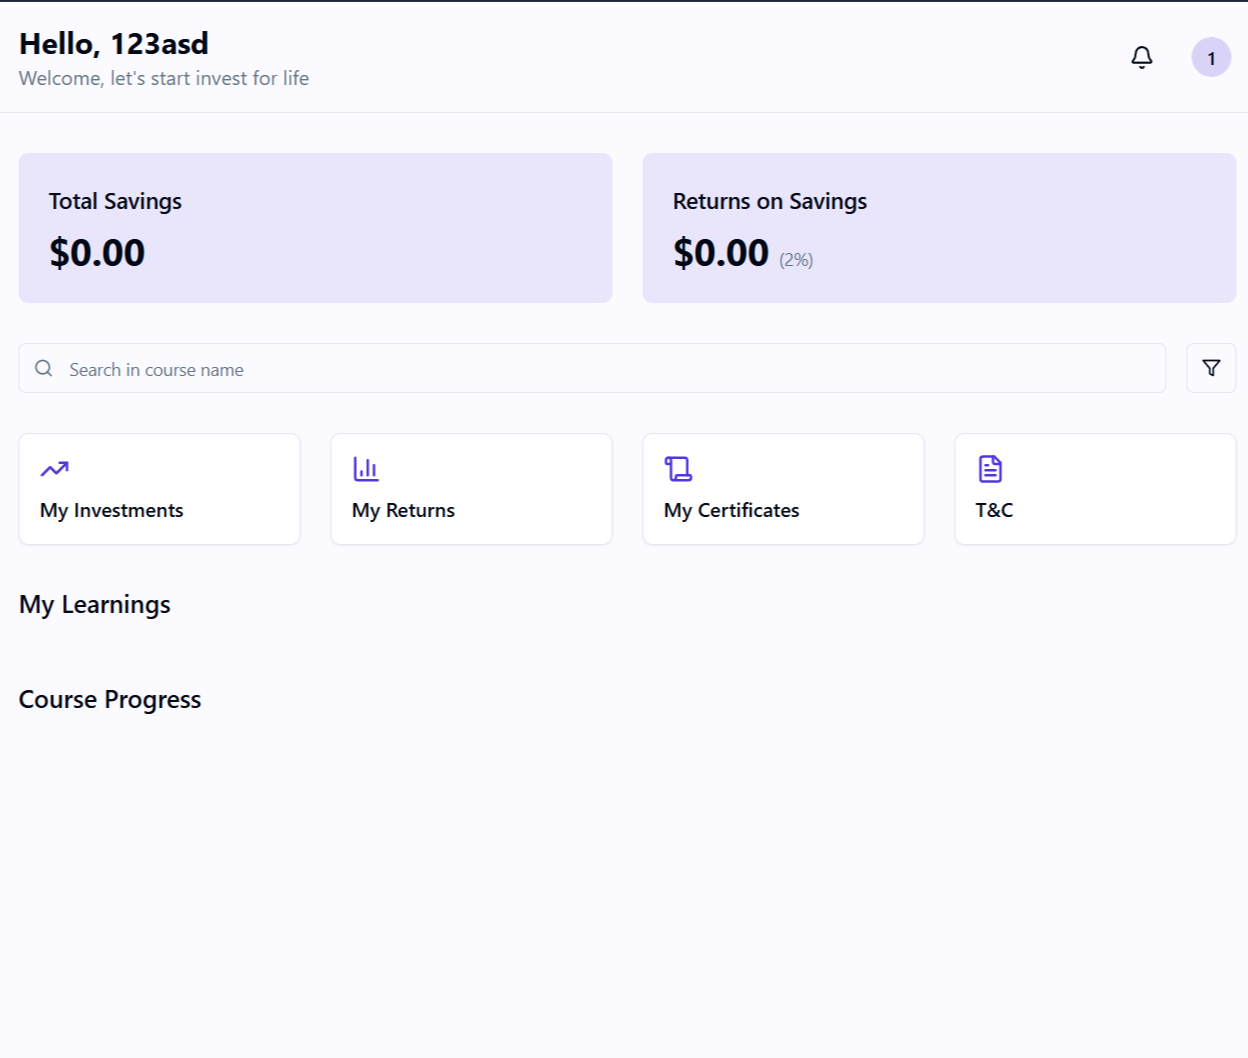 Hello, 123asd
Welcome, let's start invest for life
1
Total Savings
$0.00
Returns on Savings
$0.00 (2%)
Search in course name
My Investments
My Returns
My Certificates
T&C
My Learnings
Course Progress